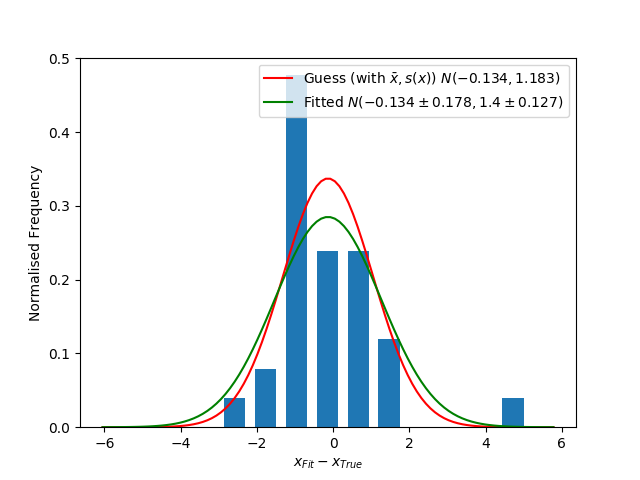 0.5
0.4
0.3
0.2
0.1
0.0
Normalised Frequency
Guess (with x̄, s(x)) N(−0.134, 1.183)
Fitted N(−0.134 ± 0.178, 1.4 ± 0.127)
−6 −4 −2 0 2 4 6
x_Fit − x_True